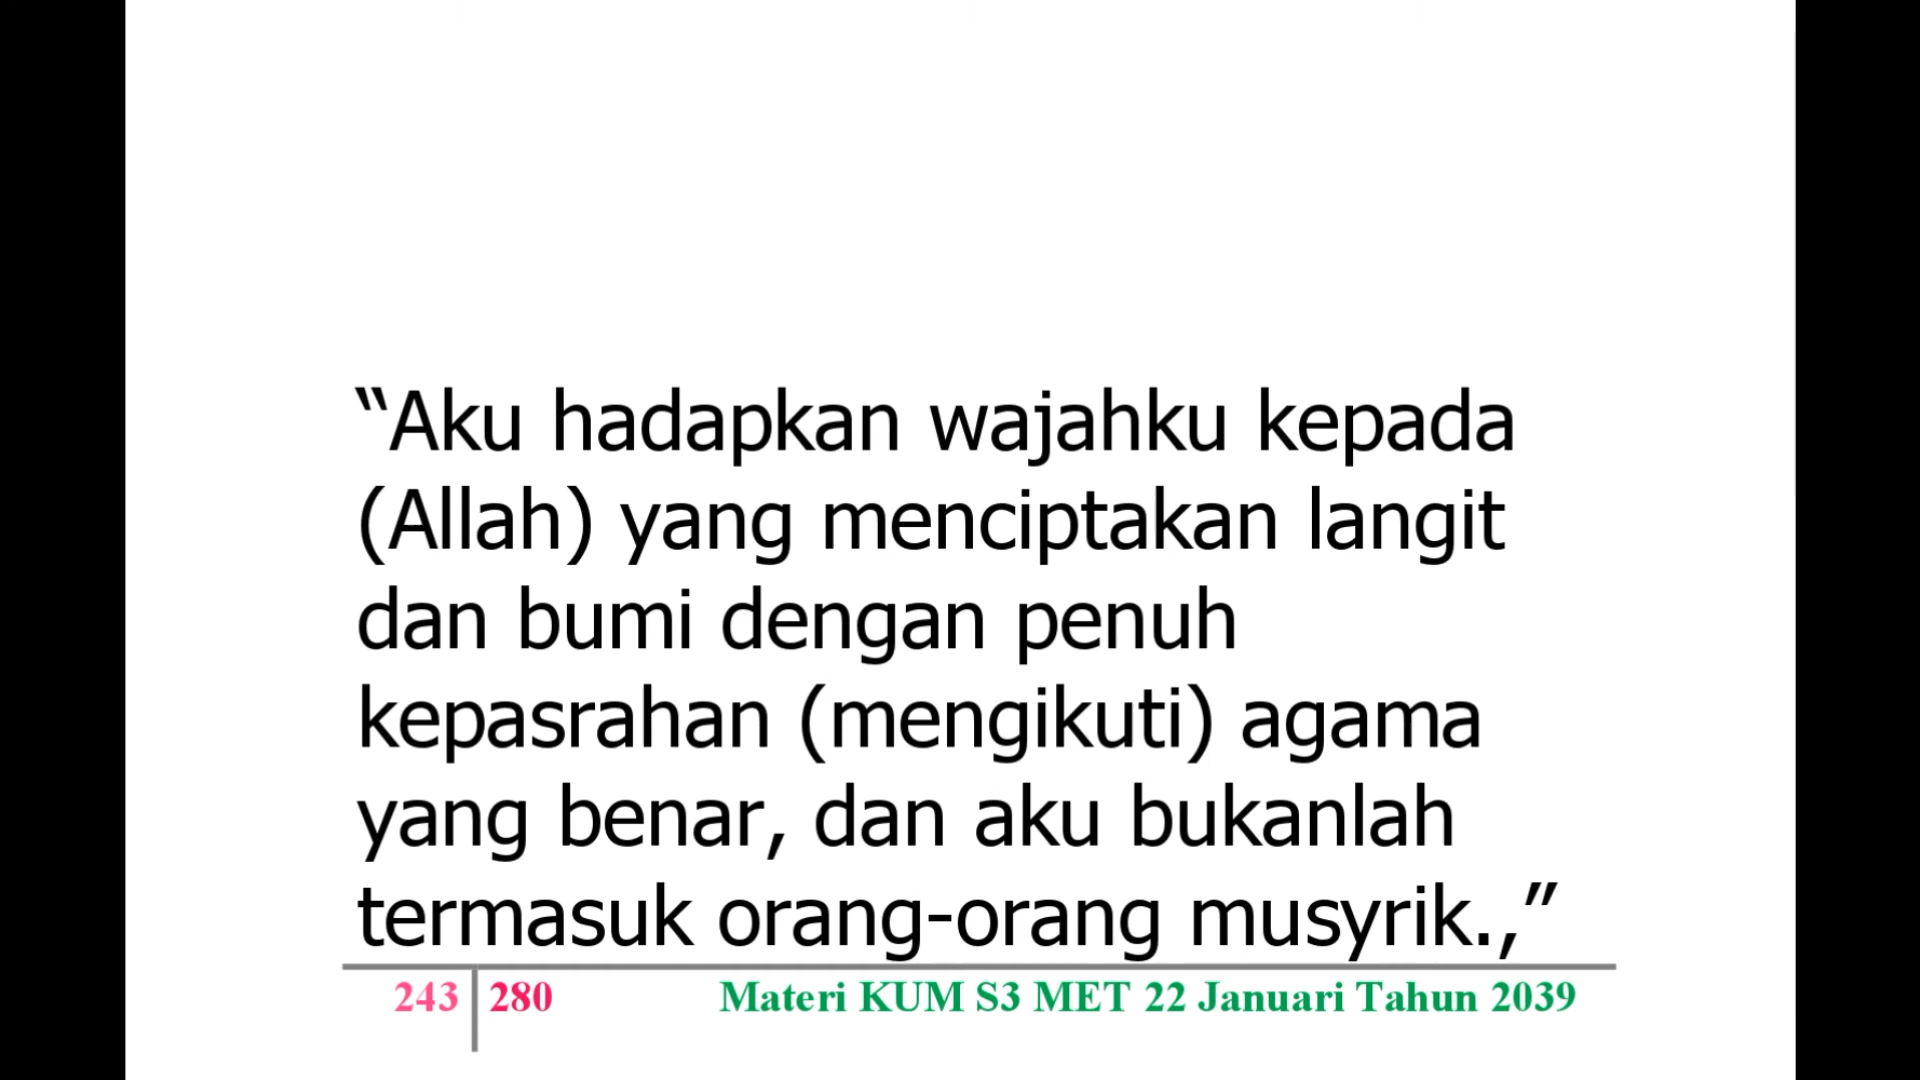 “Aku hadapkan wajahku kepada
(Allah) yang menciptakan langit
dan bumi dengan penuh
kepasrahan (mengikuti) agama
yang benar, dan aku bukanlah
termasuk orang-orang musyrik.,”
243 280 Materi KUM S3 MET 22 Januari Tahun 2039